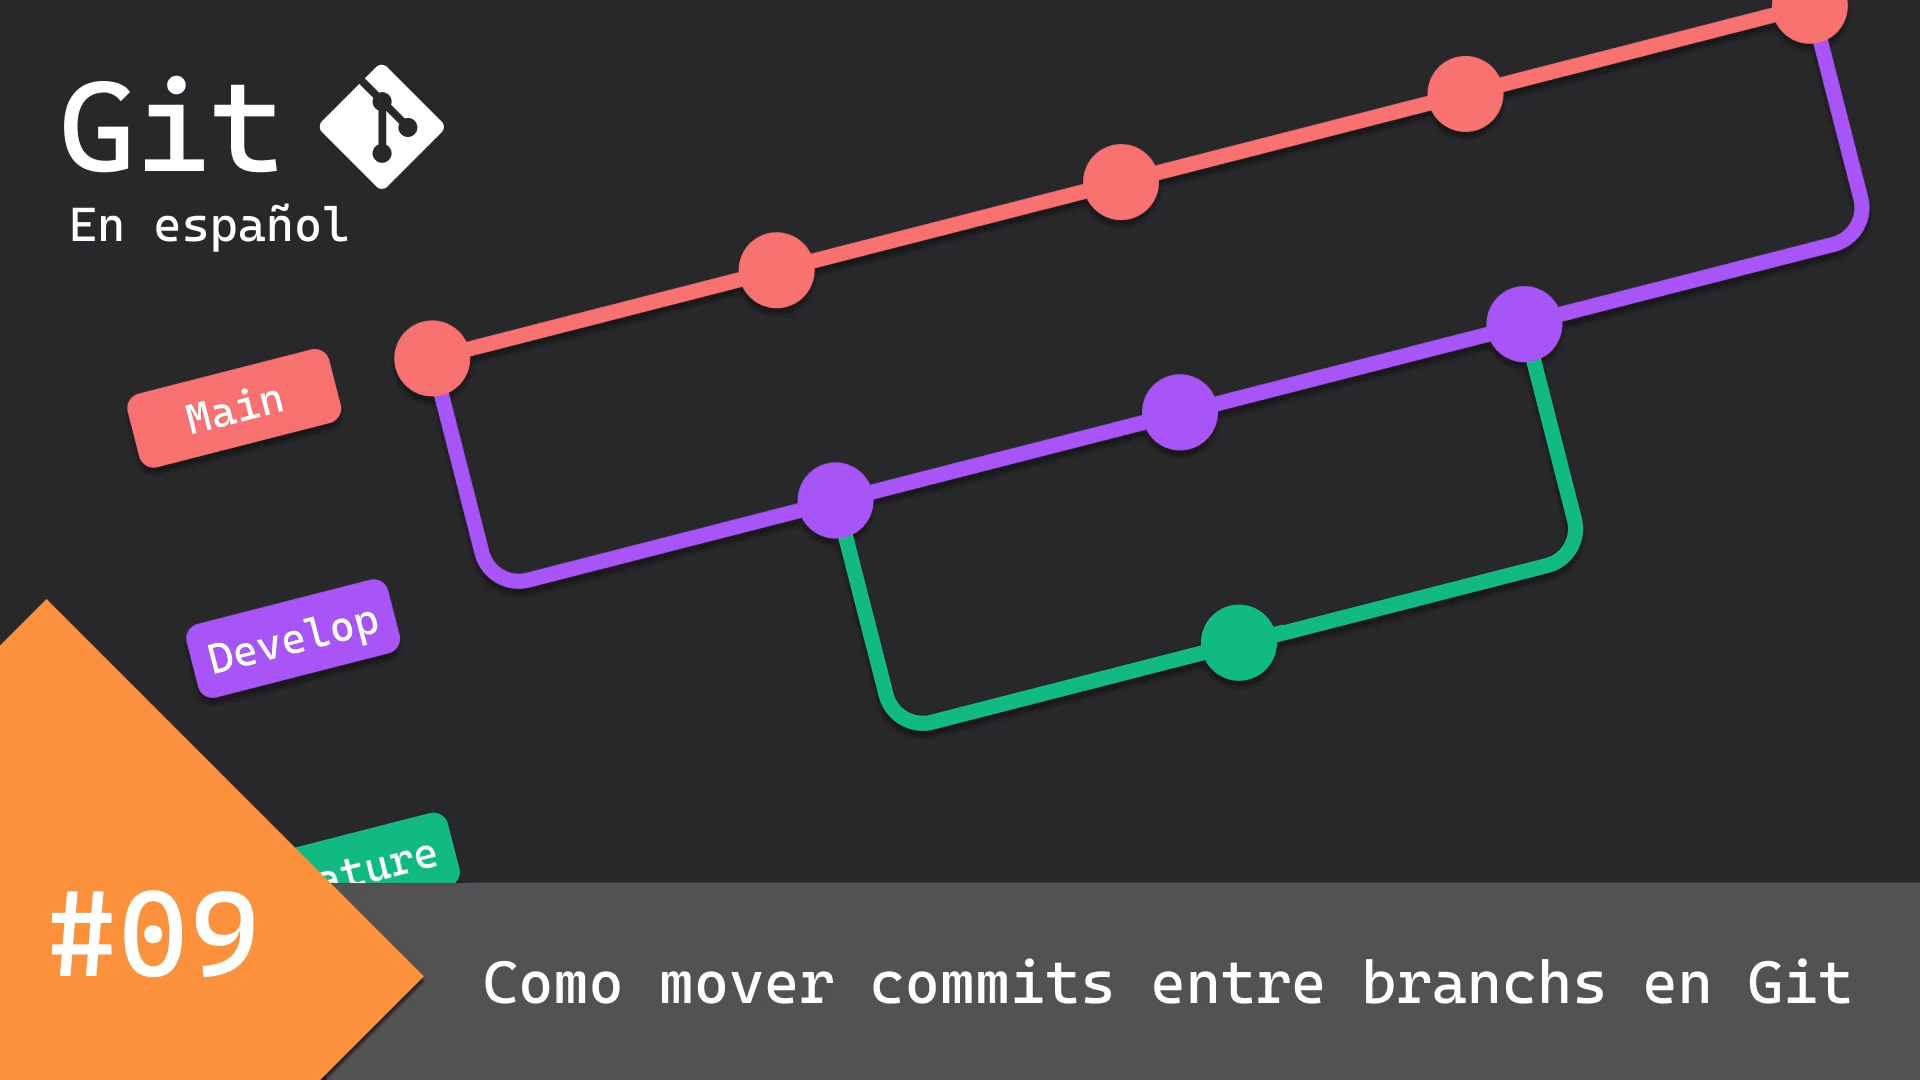 Git
En español
Main
Develop
#09
Como mover commits entre branchs en Git